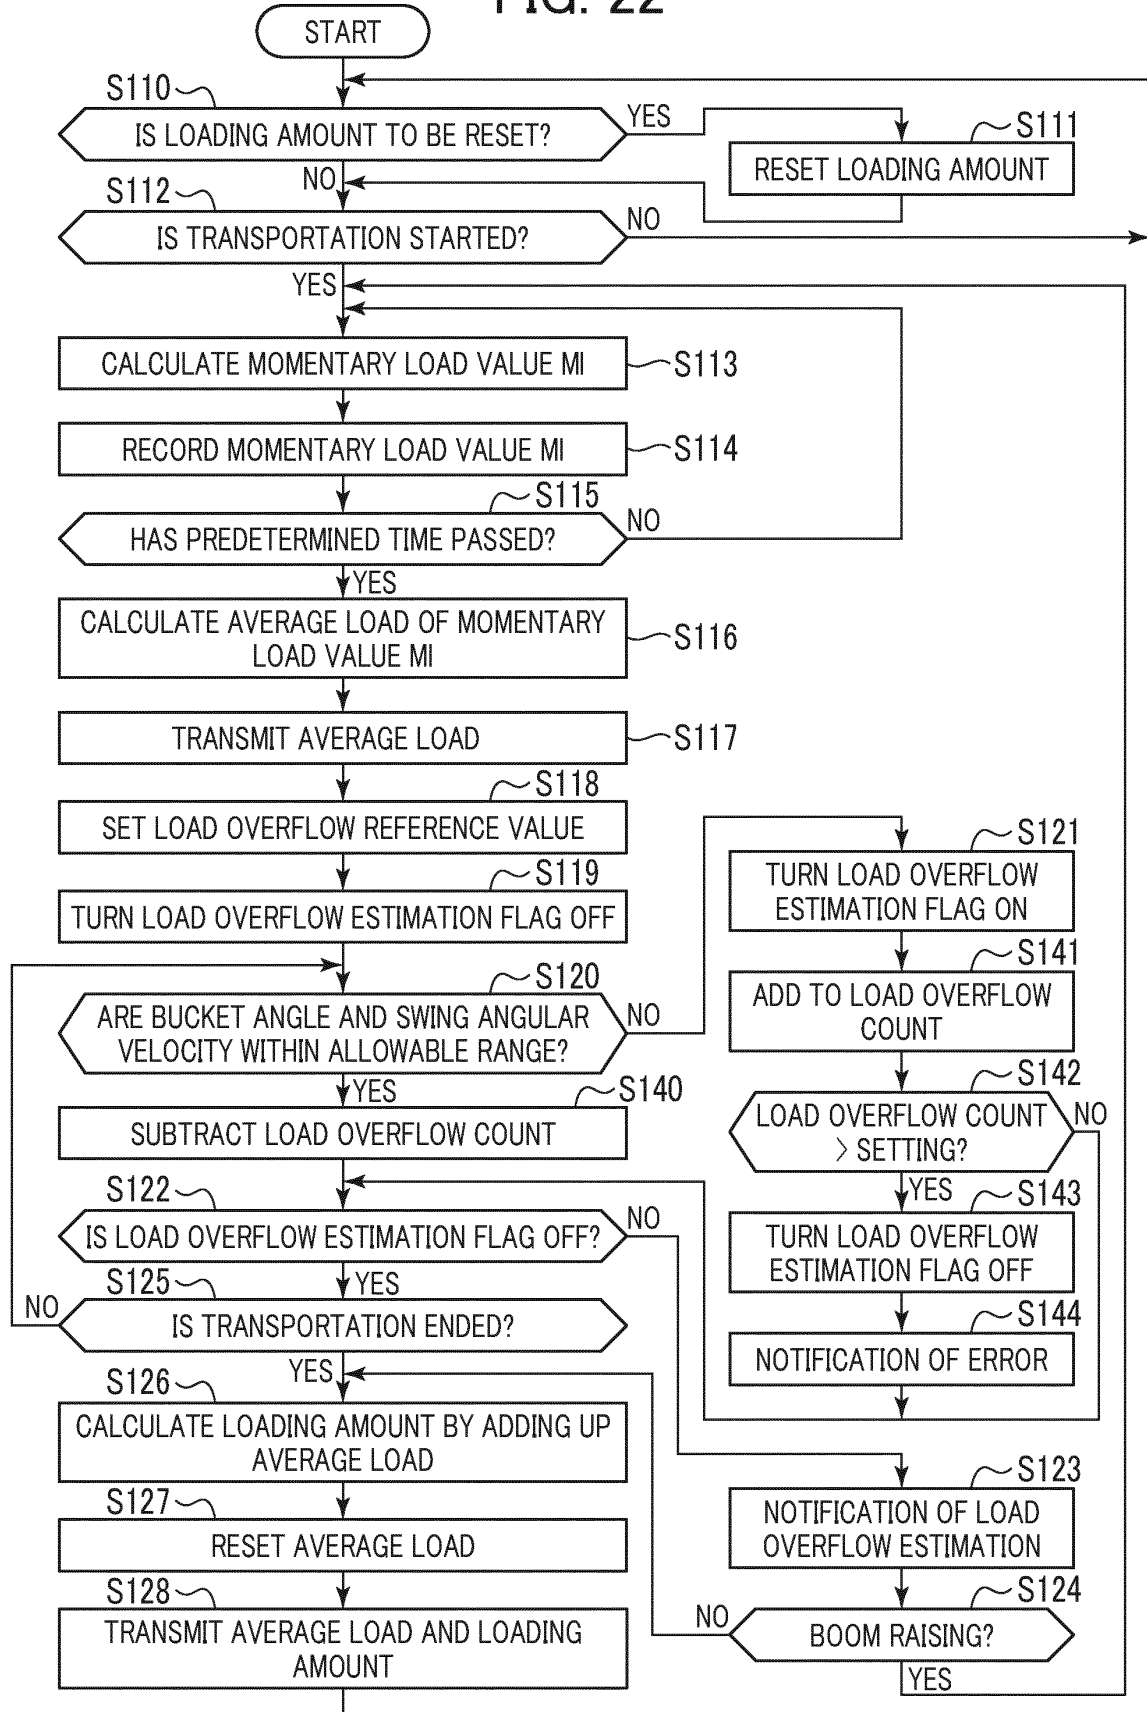 FIG. 22
START
S110
IS LOADING AMOUNT TO BE RESET?
YES
S111
RESET LOADING AMOUNT
NO
S112
IS TRANSPORTATION STARTED?
NO
YES
CALCULATE MOMENTARY LOAD VALUE MI
S113
RECORD MOMENTARY LOAD VALUE MI
S114
S115
HAS PREDETERMINED TIME PASSED?
NO
YES
CALCULATE AVERAGE LOAD OF MOMENTARY
LOAD VALUE MI
S116
TRANSMIT AVERAGE LOAD
S117
S118
SET LOAD OVERFLOW REFERENCE VALUE
S119
TURN LOAD OVERFLOW ESTIMATION FLAG OFF
S120
ARE BUCKET ANGLE AND SWING ANGULAR
VELOCITY WITHIN ALLOWABLE RANGE?
NO
YES
S121
TURN LOAD OVERFLOW
ESTIMATION FLAG ON
S141
ADD TO LOAD OVERFLOW
COUNT
S142
LOAD OVERFLOW COUNT
> SETTING?
NO
YES
S143
TURN LOAD OVERFLOW
ESTIMATION FLAG OFF
S144
NOTIFICATION OF ERROR
S140
SUBTRACT LOAD OVERFLOW COUNT
S122
IS LOAD OVERFLOW ESTIMATION FLAG OFF?
NO
YES
S125
NO
IS TRANSPORTATION ENDED?
YES
S126
CALCULATE LOADING AMOUNT BY ADDING UP
AVERAGE LOAD
S127
RESET AVERAGE LOAD
S128
TRANSMIT AVERAGE LOAD AND LOADING
AMOUNT
S123
NOTIFICATION OF LOAD
OVERFLOW ESTIMATION
S124
NO
BOOM RAISING?
YES